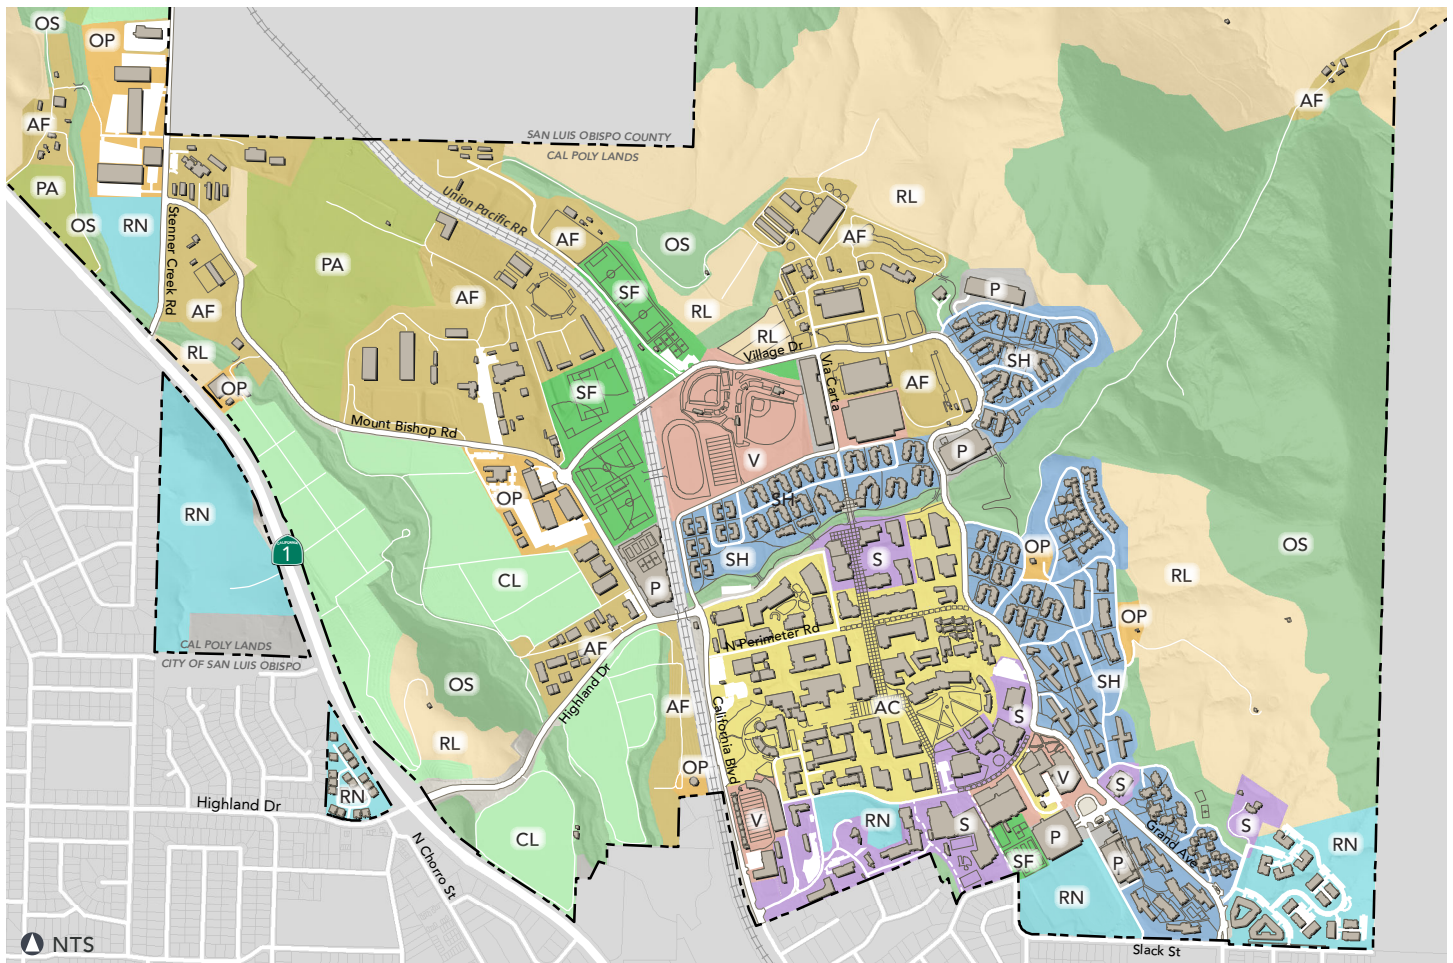 OS
OP
SAN LUIS OBISPO COUNTY
CAL POLY LANDS
AF
AF
PA
OS
RN
Stenner Creek Rd
PA
Union Pacific RR
AF
OS
RL
AF
AF
AF
SF
RL
RL
P
RL
OP
SF
Village Dr
Via Carta
AF
SH
Mount Bishop Rd
V
P
RN
OP
SH
CALIFORNIA
1
CL
P
SH
S
OP
RL
OS
OP
CAL POLY LANDS
CITY OF SAN LUIS OBISPO
AF
N Perimeter Rd
OS
Highland Dr
AF
AC
S
SH
RL
California Blvd
OP
V
S
RN
Highland Dr
N Chorro St
CL
V
RN
S
SF
P
P
Grand Ave
S
RN
RN
Slack St
NTS